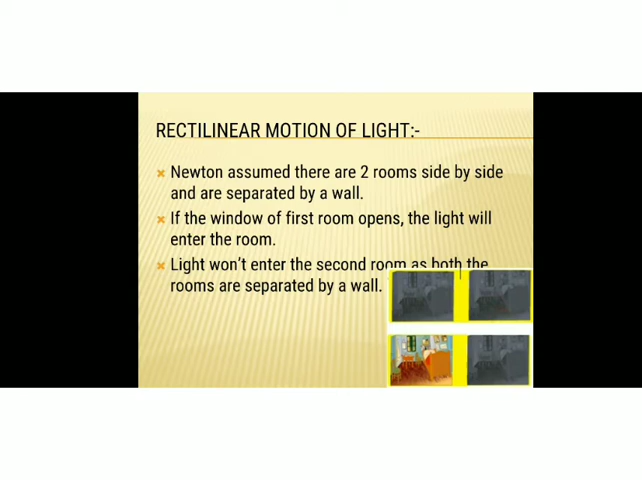 RECTILINEAR MOTION OF LIGHT:-
Newton assumed there are 2 rooms side by side
and are separated by a wall.
If the window of first room opens, the light will
enter the room.
Light won't enter the second room as both the
rooms are separated by a wall.